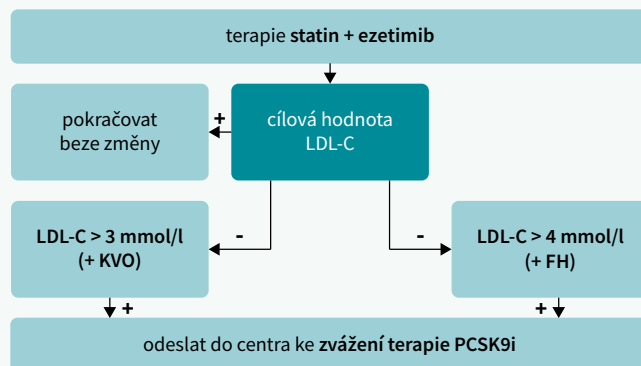 terapie statin + ezetimib
pokračovat
beze změny
+
cílová hodnota
LDL-C
LDL-C > 3 mmol/l
(+ KVO)
-
-
LDL-C > 4 mmol/l
(+ FH)
+
+
odeslat do centra ke zvážení terapie PCSK9i